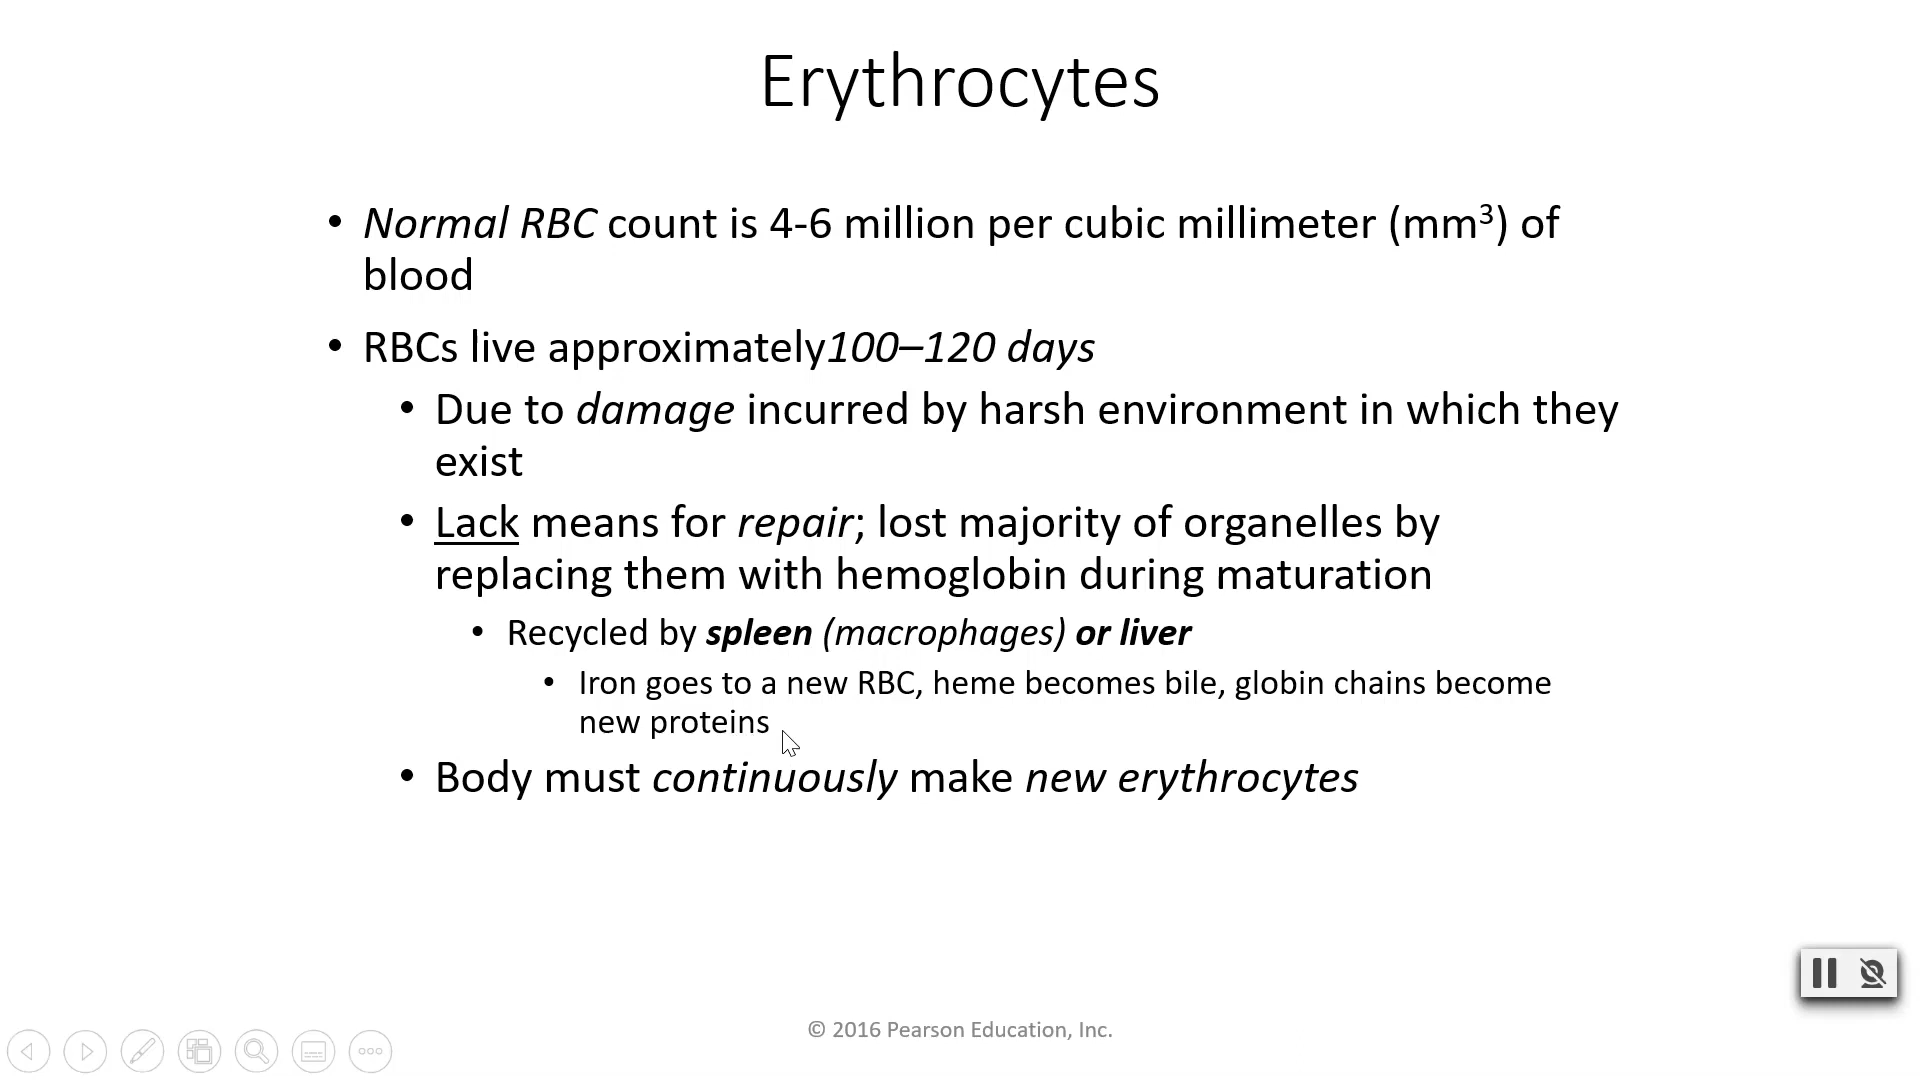 Erythrocytes
• Normal RBC count is 4-6 million per cubic millimeter (mm³) of
blood
• RBCs live approximately100–120 days
• Due to damage incurred by harsh environment in which they
exist
• Lack means for repair; lost majority of organelles by
replacing them with hemoglobin during maturation
• Recycled by spleen (macrophages) or liver
• Iron goes to a new RBC, heme becomes bile, globin chains become
new proteins
• Body must continuously make new erythrocytes
© 2016 Pearson Education, Inc.